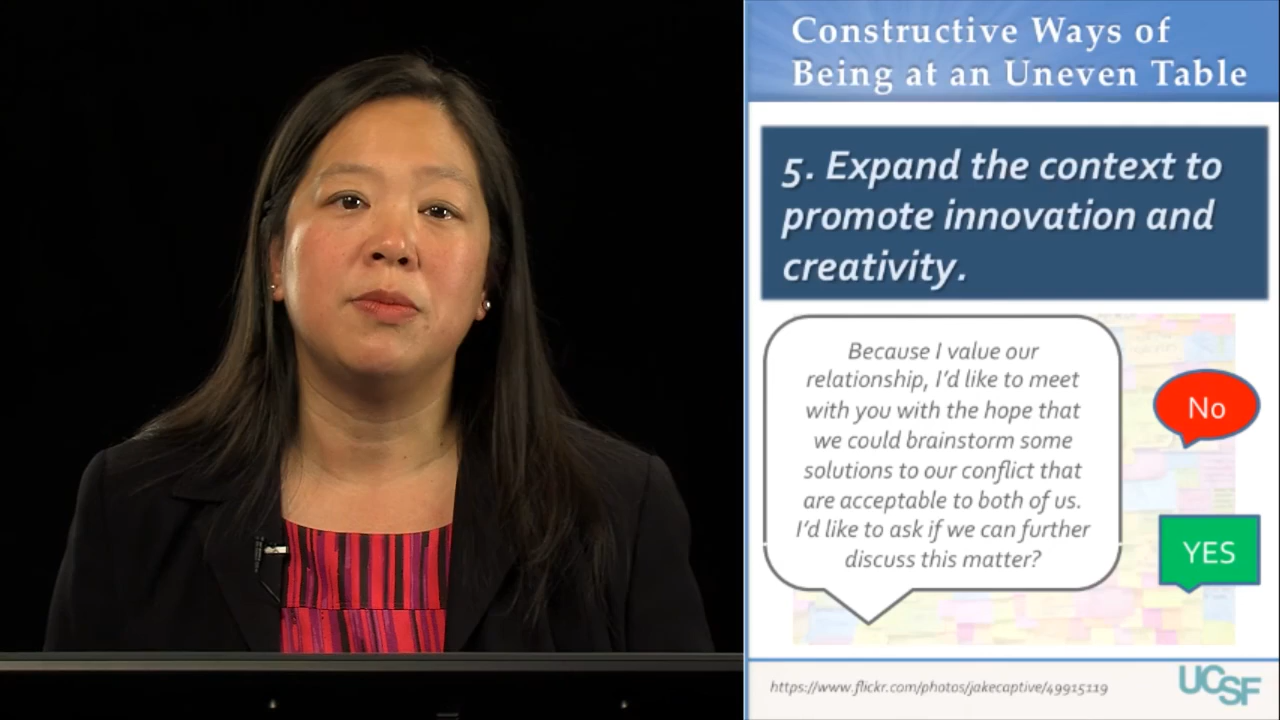 Constructive Ways of
Being at an Uneven Table
5. Expand the context to
promote innovation and
creativity.
Because I value our
relationship, I'd like to meet
with you with the hope that
we could brainstorm some
solutions to our conflict that
are acceptable to both of us.
I'd like to ask if we can further
discuss this matter?
No
YES
https://www.flickr.com/photos/jakecaptive/49915119
UCSF